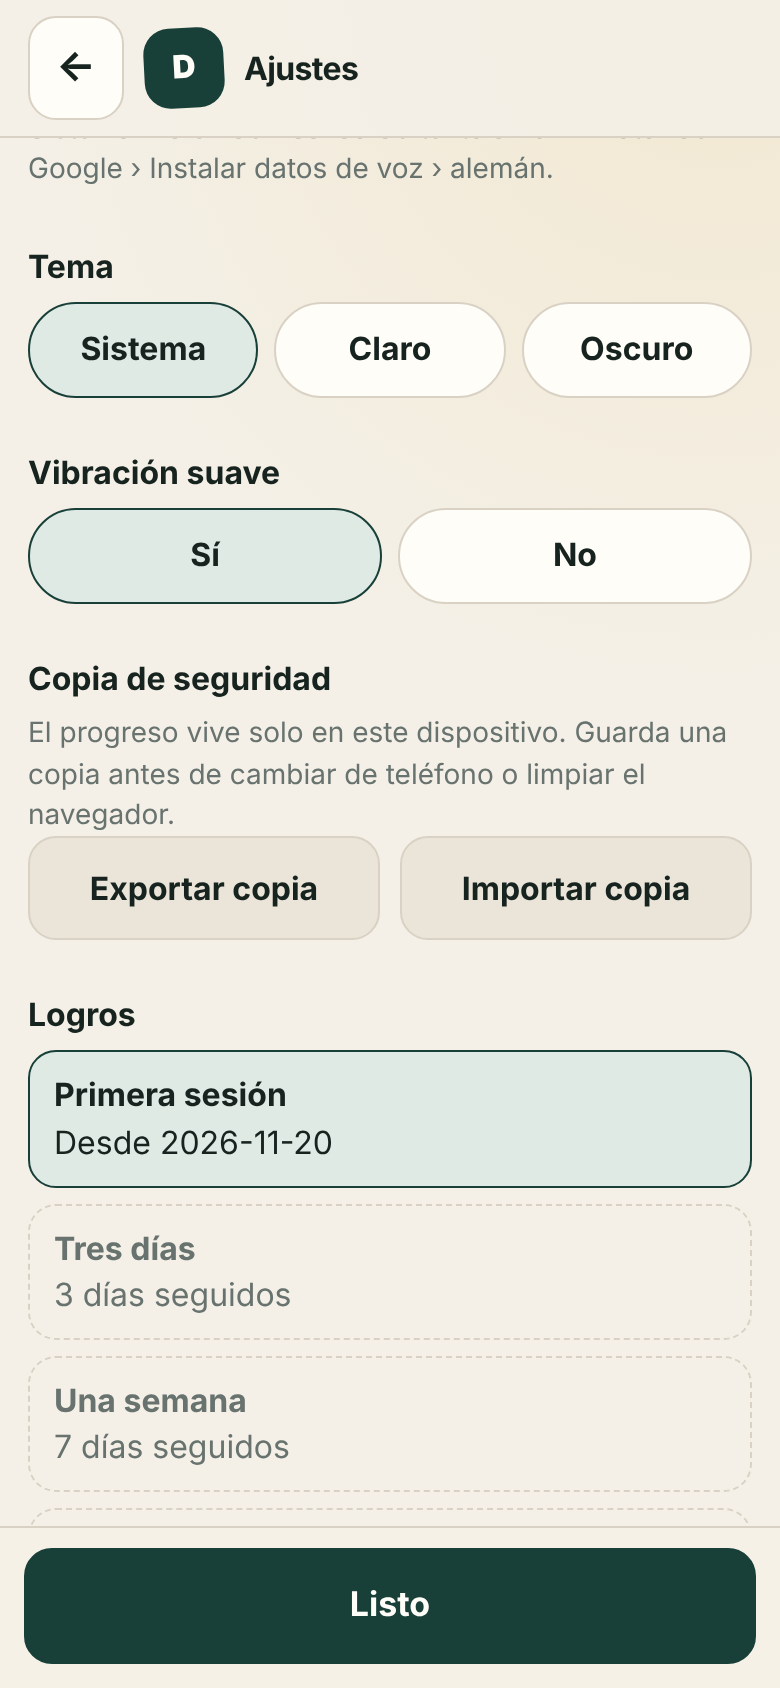 D
Ajustes
Google › Instalar datos de voz › alemán.
Tema
Sistema
Claro
Oscuro
Vibración suave
Sí
No
Copia de seguridad
El progreso vive solo en este dispositivo. Guarda una
copia antes de cambiar de teléfono o limpiar el
navegador.
Exportar copia
Importar copia
Logros
Primera sesión
Desde 2026-11-20
Tres días
3 días seguidos
Una semana
7 días seguidos
Listo